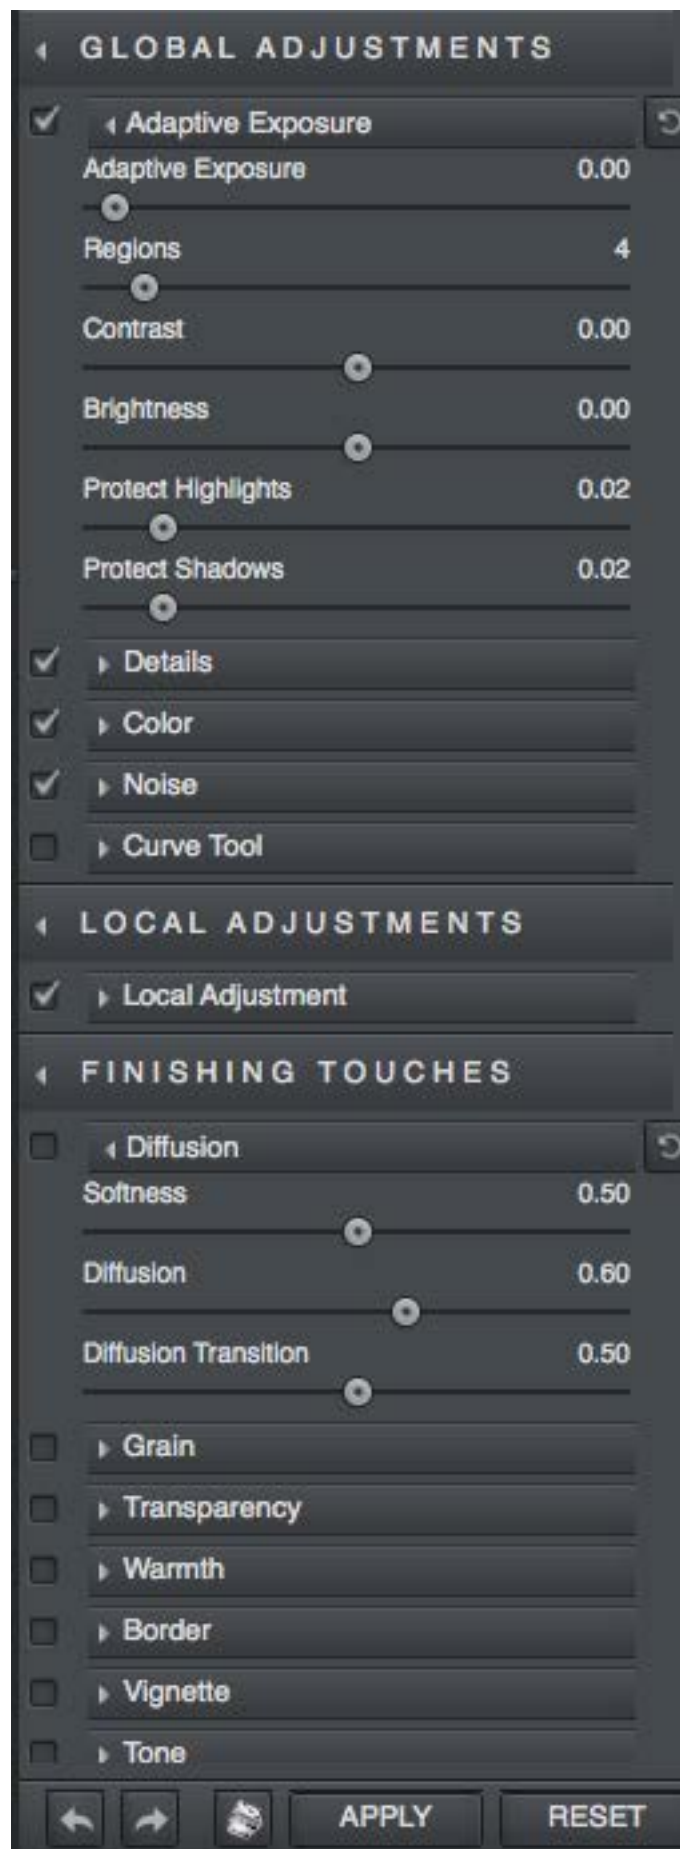 GLOBAL ADJUSTMENTS
Adaptive Exposure
Adaptive Exposure 0.00
Regions 4
Contrast 0.00
Brightness 0.00
Protect Highlights 0.02
Protect Shadows 0.02
Details
Color
Noise
Curve Tool
LOCAL ADJUSTMENTS
Local Adjustment
FINISHING TOUCHES
Diffusion
Softness 0.50
Diffusion 0.60
Diffusion Transition 0.50
Grain
Transparency
Warmth
Border
Vignette
Tone
APPLY RESET